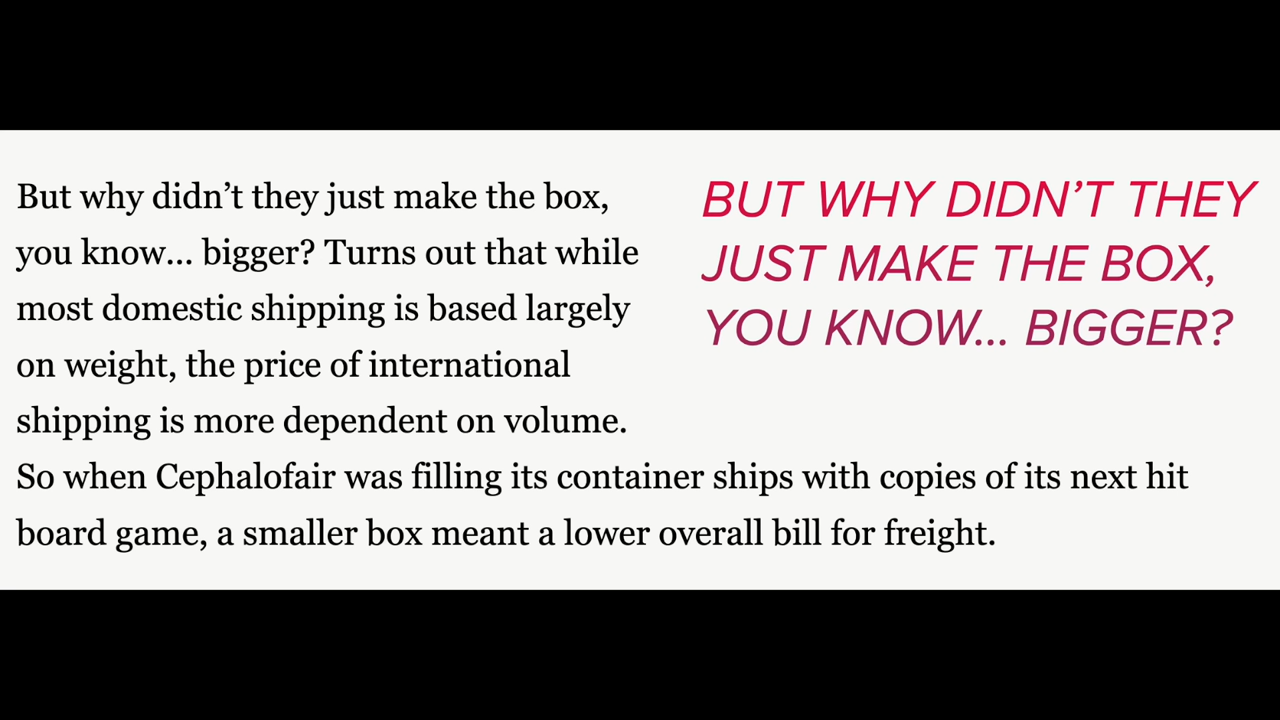 But why didn’t they just make the box,
you know... bigger? Turns out that while
most domestic shipping is based largely
on weight, the price of international
shipping is more dependent on volume.
So when Cephalofair was filling its container ships with copies of its next hit
board game, a smaller box meant a lower overall bill for freight.
BUT WHY DIDN’T THEY
JUST MAKE THE BOX,
YOU KNOW... BIGGER?